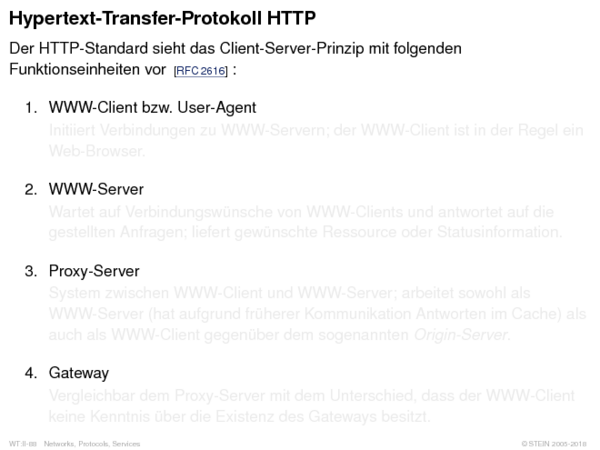 Hypertext-Transfer-Protokoll HTTP
Der HTTP-Standard sieht das Client-Server-Prinzip mit folgenden
Funktionseinheiten vor [RFC 2616] :
1. WWW-Client bzw. User-Agent
Initiiert Verbindungen zu WWW-Servern; der WWW-Client ist in der Regel ein
Web-Browser.
2. WWW-Server
Wartet auf Verbindungswünsche von WWW-Clients und antwortet auf die
gestellten Anfragen; liefert gewünschte Ressource oder Statusinformation.
3. Proxy-Server
System zwischen WWW-Client und WWW-Server; arbeitet sowohl als
WWW-Server (hat aufgrund früherer Kommunikation Antworten im Cache) als
auch als WWW-Client gegenüber dem sogenannten Origin-Server.
4. Gateway
Vergleichbar dem Proxy-Server mit dem Unterschied, dass der WWW-Client
keine Kenntnis über die Existenz des Gateways besitzt.
Networks, Protocols, Services © STEIN 2005-2018